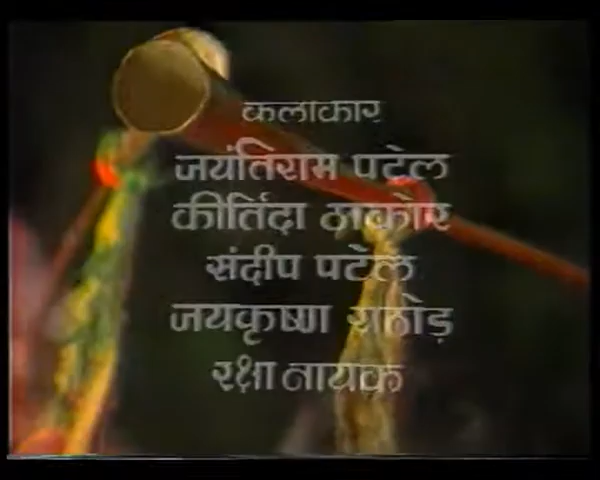 कलाकार
जयंतिराम पटेल
कीर्तिदा ठाकोर
संदीप पटेल
जयकृष्ण राठोड़
रक्षा नायक